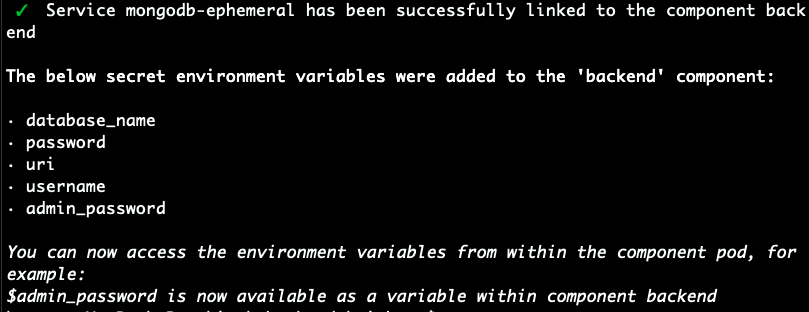 ✓ Service mongodb-ephemeral has been successfully linked to the component back
end
The below secret environment variables were added to the 'backend' component:
· database_name
· password
· uri
· username
· admin_password
You can now access the environment variables from within the component pod, for
example:
$admin_password is now available as a variable within component backend